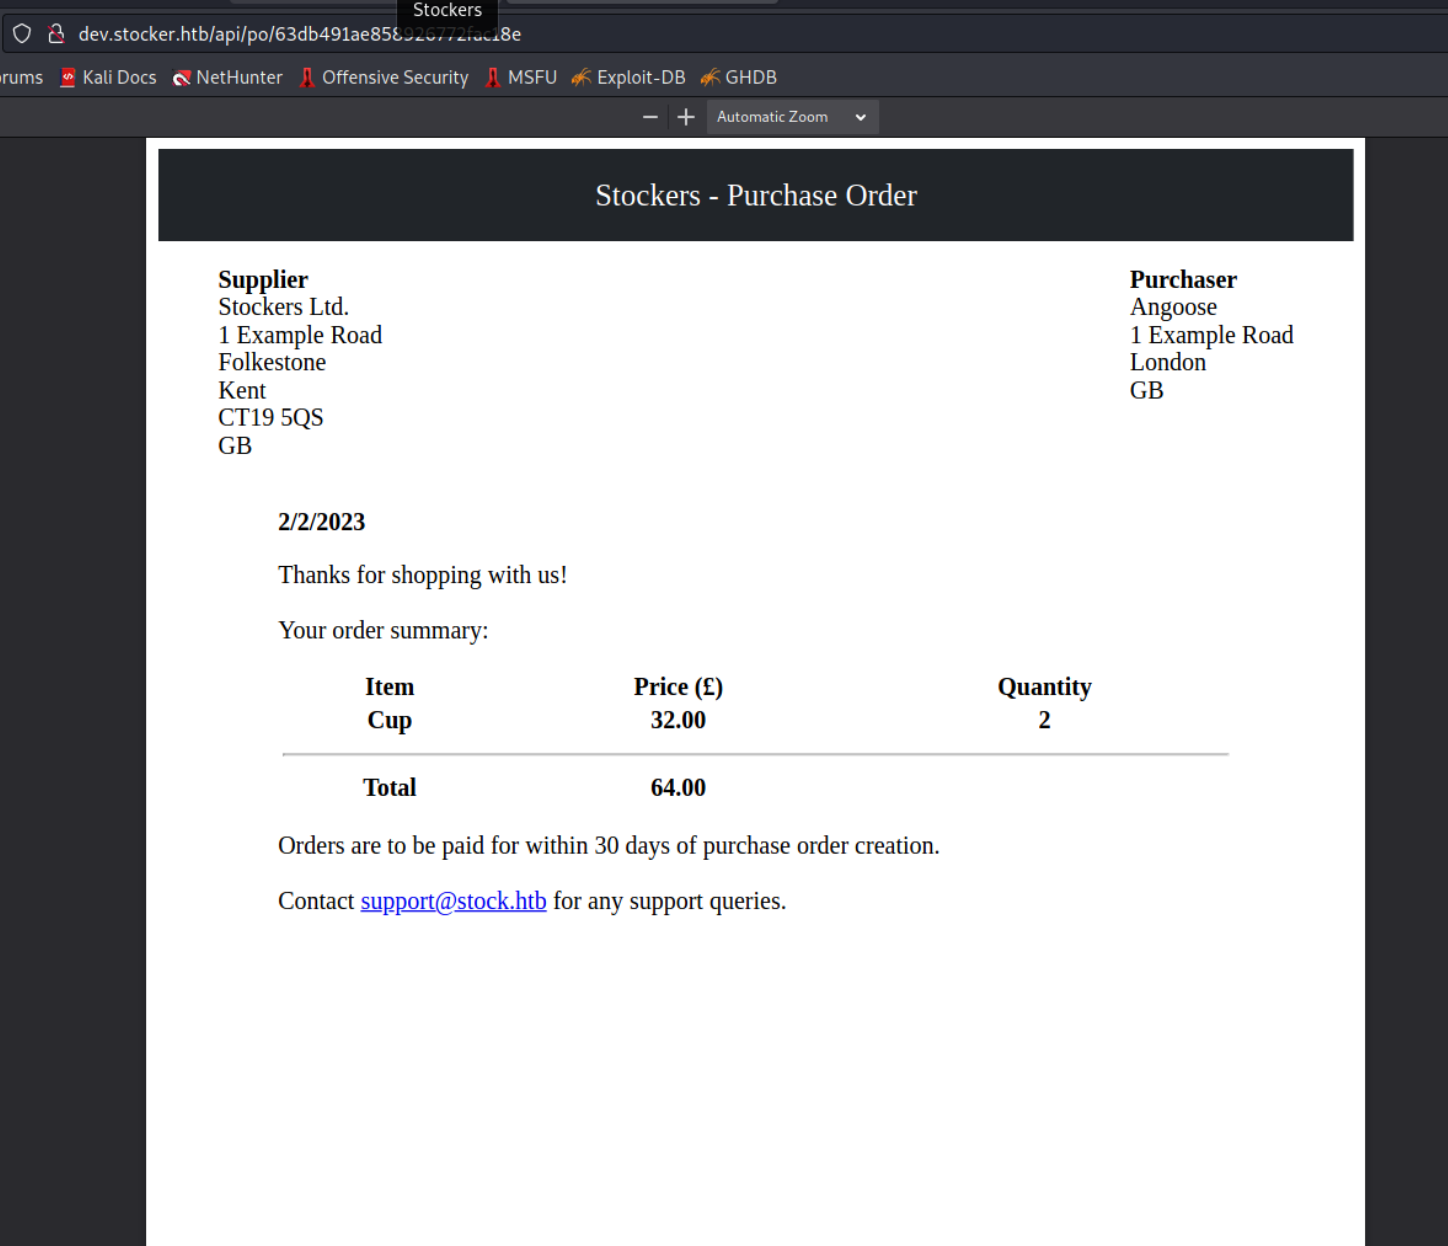 Stockers
dev.stocker.htb/api/po/63db491ae858926772fac18e
orums Kali Docs NetHunter Offensive Security MSFU Exploit-DB GHDB
Automatic Zoom
Stockers - Purchase Order
Supplier
Stockers Ltd.
1 Example Road
Folkestone
Kent
CT19 5QS
GB
Purchaser
Angoose
1 Example Road
London
GB
2/2/2023
Thanks for shopping with us!
Your order summary:
Item Price (£) Quantity
Cup 32.00 2
Total 64.00
Orders are to be paid for within 30 days of purchase order creation.
Contact support@stock.htb for any support queries.